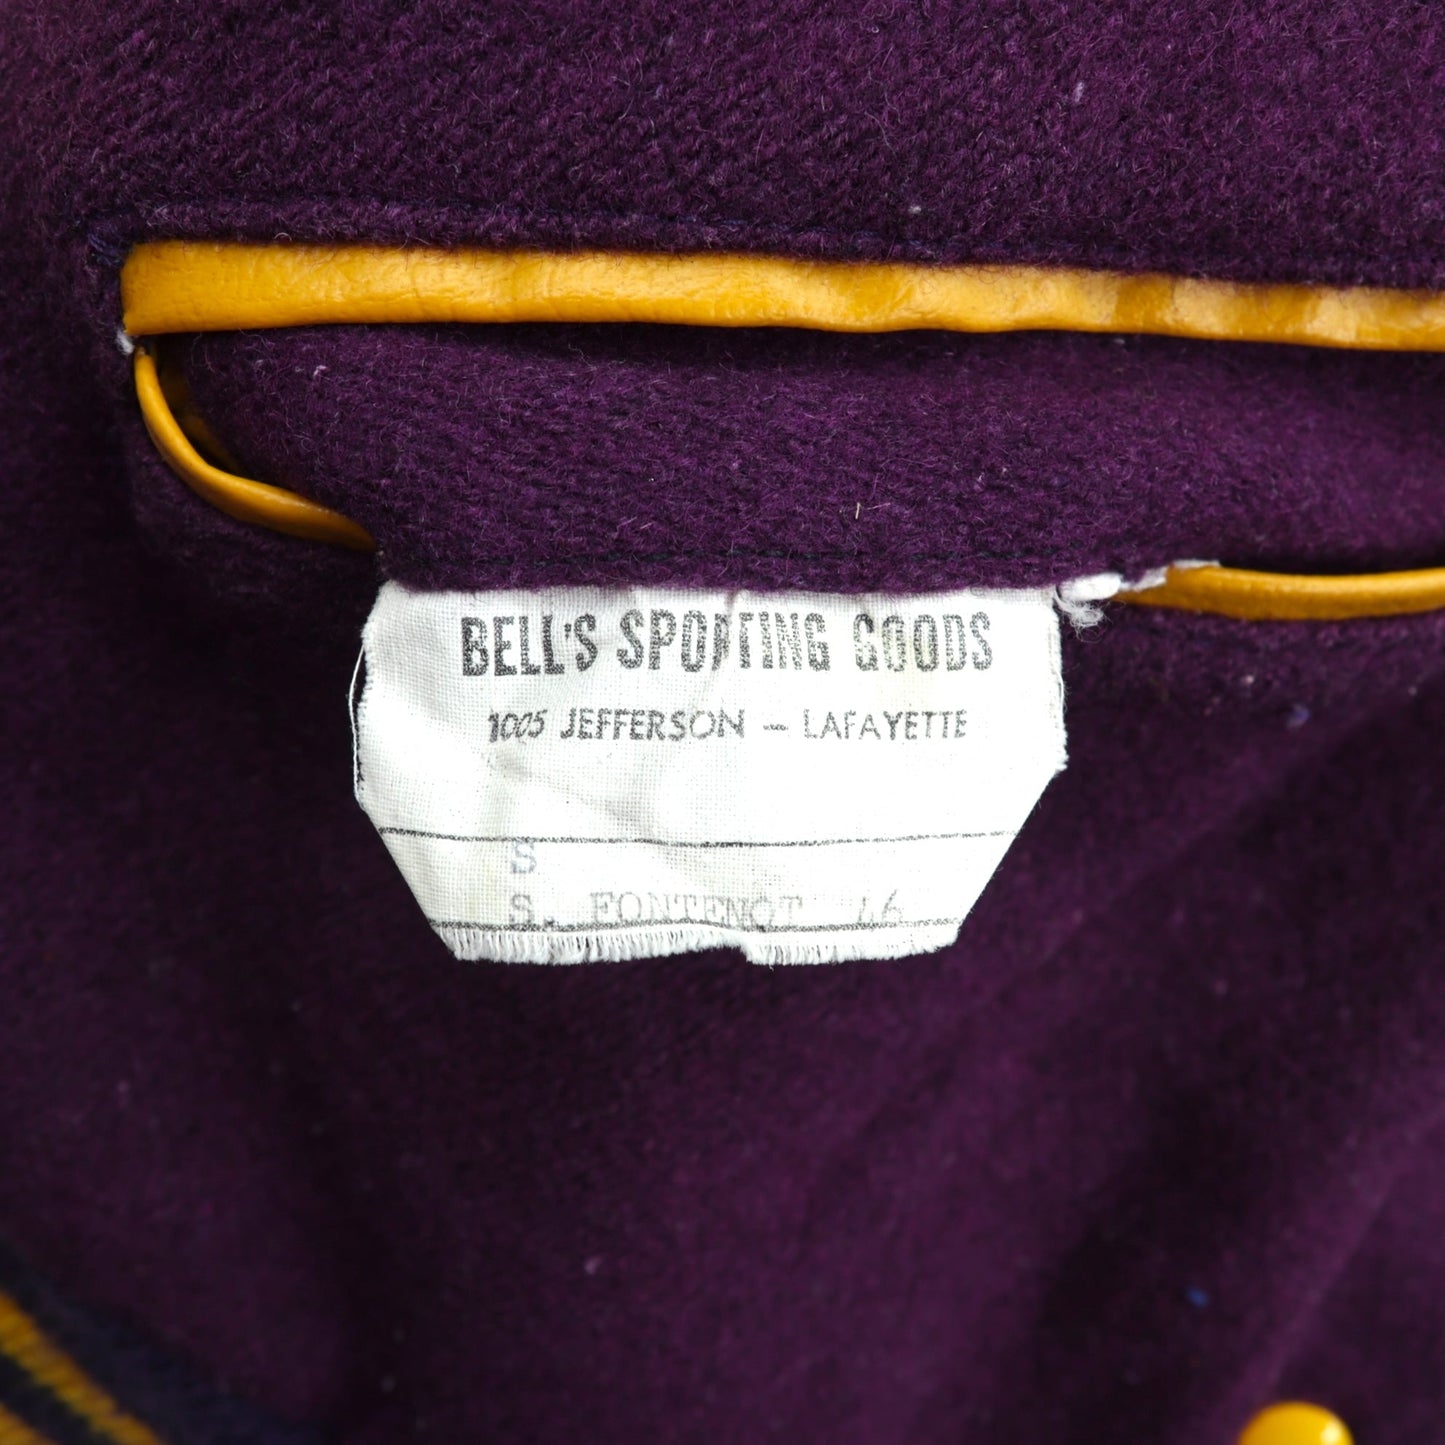 BELL'S SPORTING GOODS
1005 JEFFERSON — LAFAYETTE
S
S. FONTENOT 46